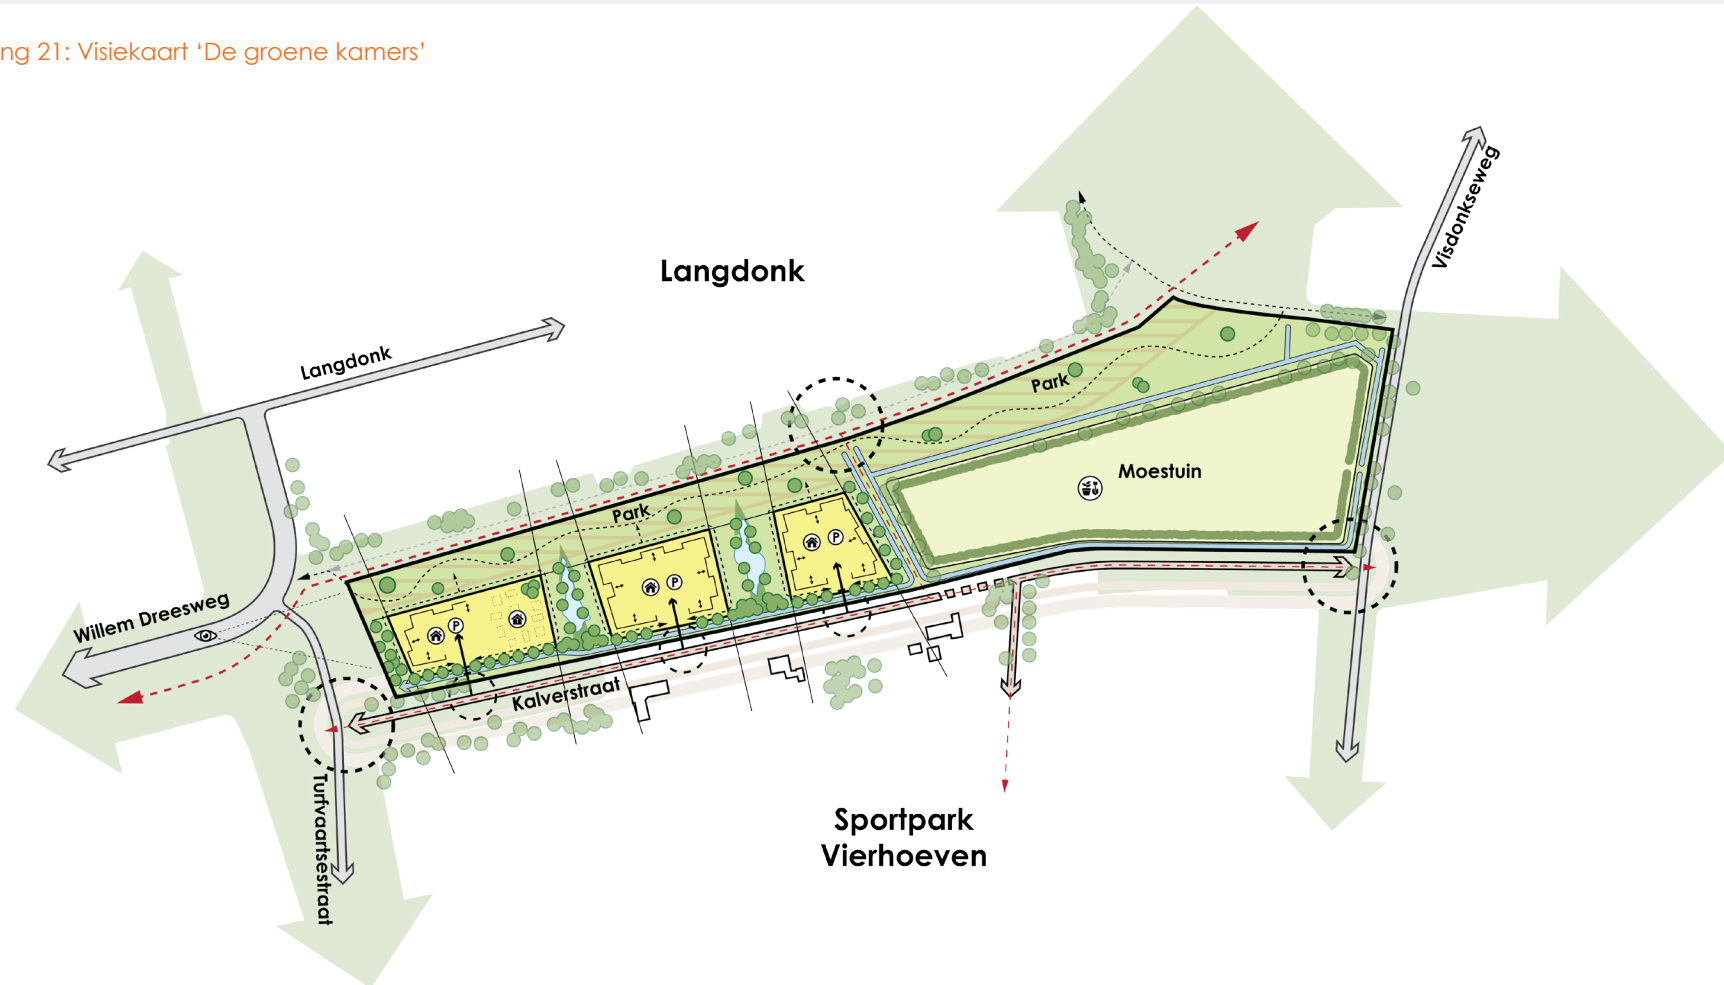 ng 21: Visiekaart ‘De groene kamers’
Langdonk
Visdonkseweg
Langdonk
Park
Moestuin
Park
P
P
P
Willem Dreesweg
Kalverstraat
Turfvaartsestraat
Sportpark
Vierhoeven